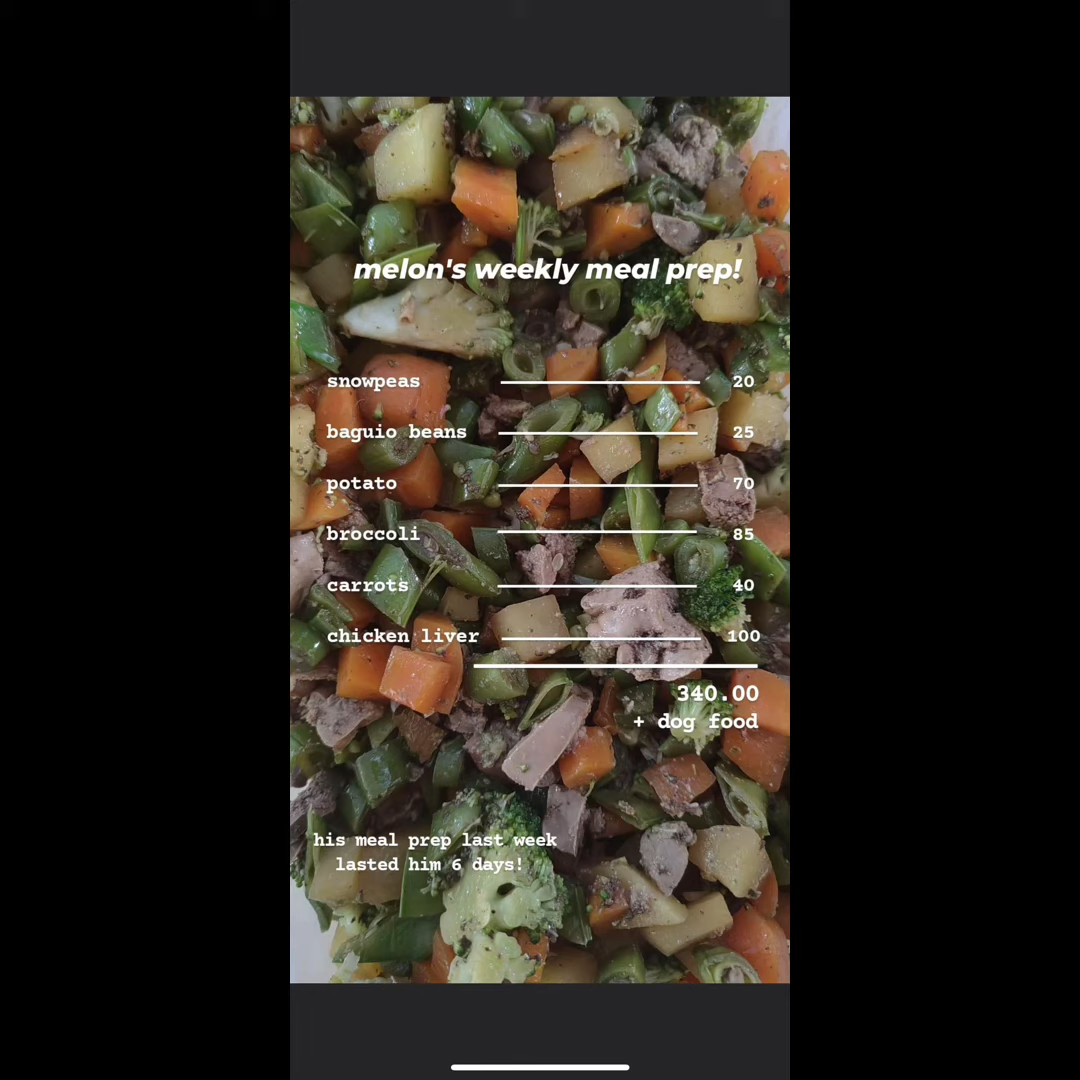 melon's weekly meal prep!
snowpeas 20
baguio beans 25
potato 70
broccoli 85
carrots 40
chicken liver 100
340.00
+ dog food
his meal prep last week
lasted him 6 days!